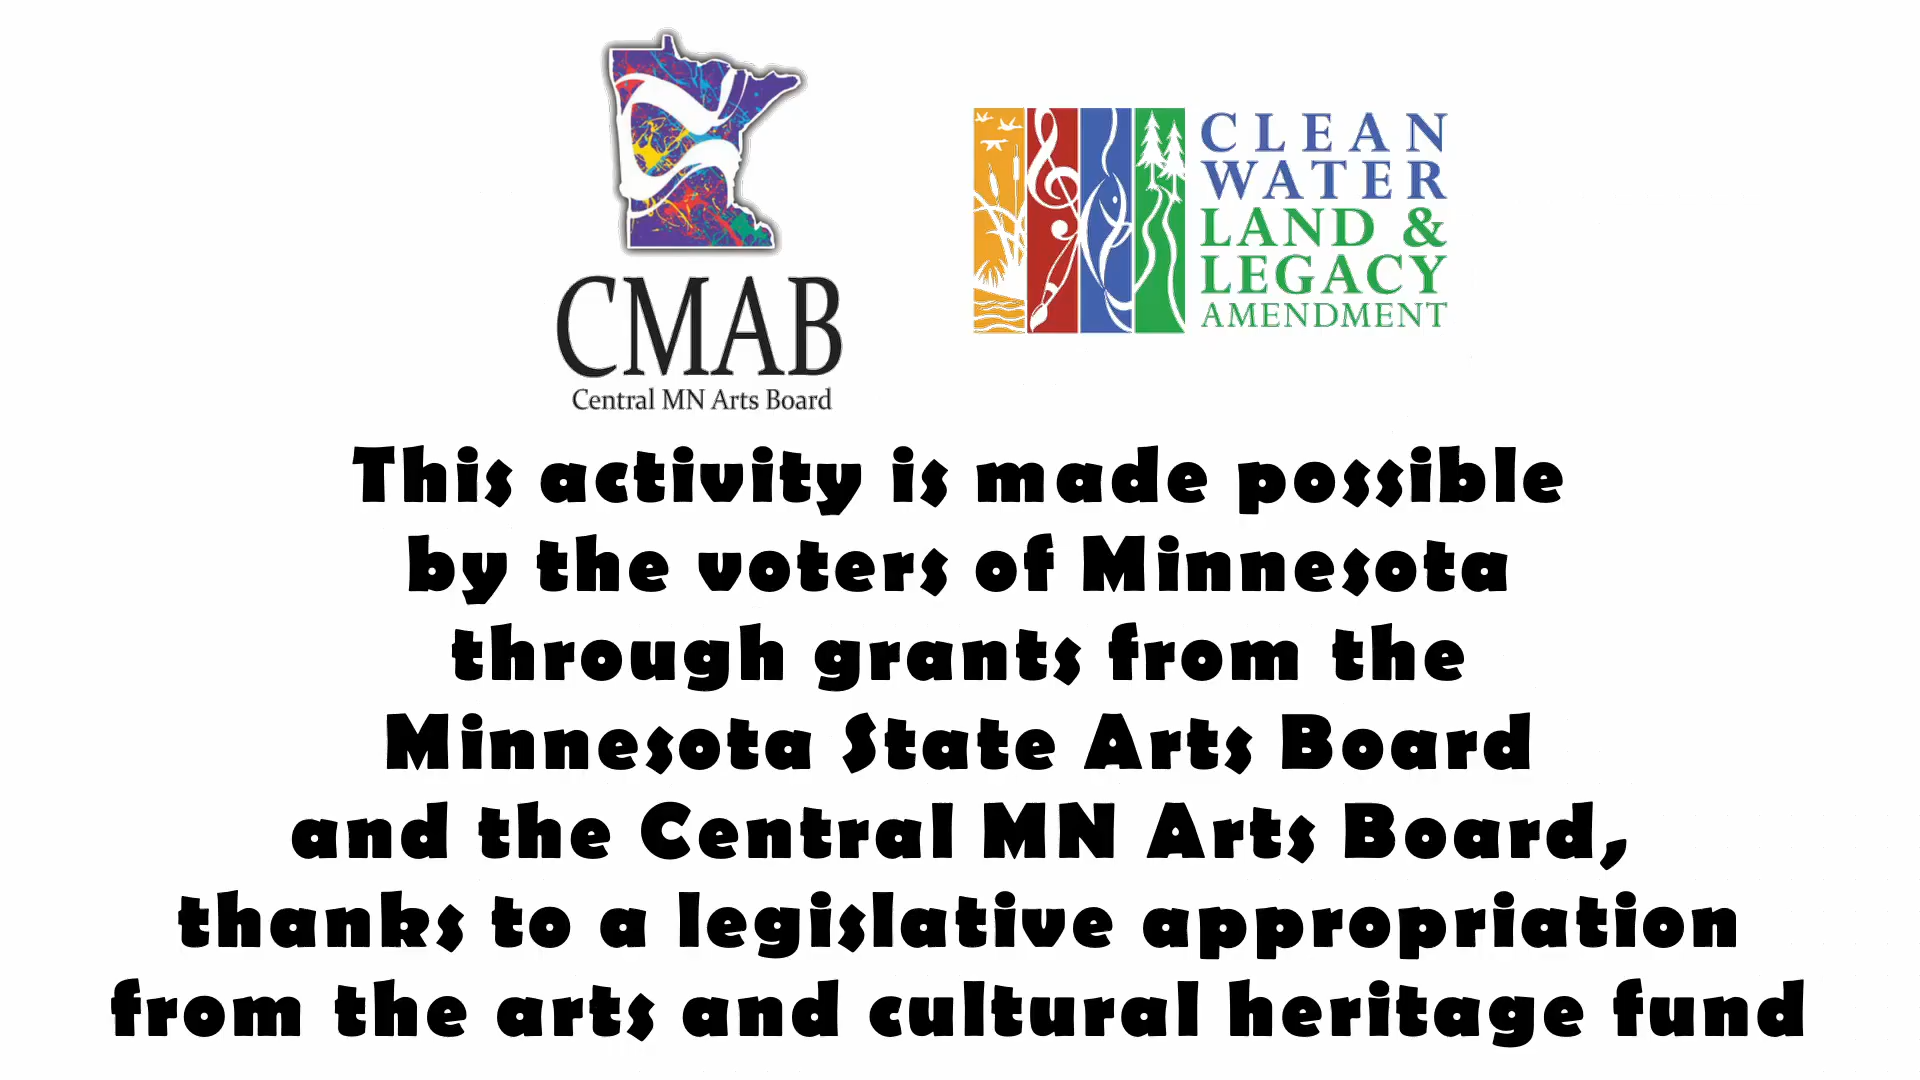 CMAB
Central MN Arts Board
CLEAN
WATER
LAND &
LEGACY
AMENDMENT
This activity is made possible
by the voters of Minnesota
through grants from the
Minnesota State Arts Board
and the Central MN Arts Board,
thanks to a legislative appropriation
from the arts and cultural heritage fund